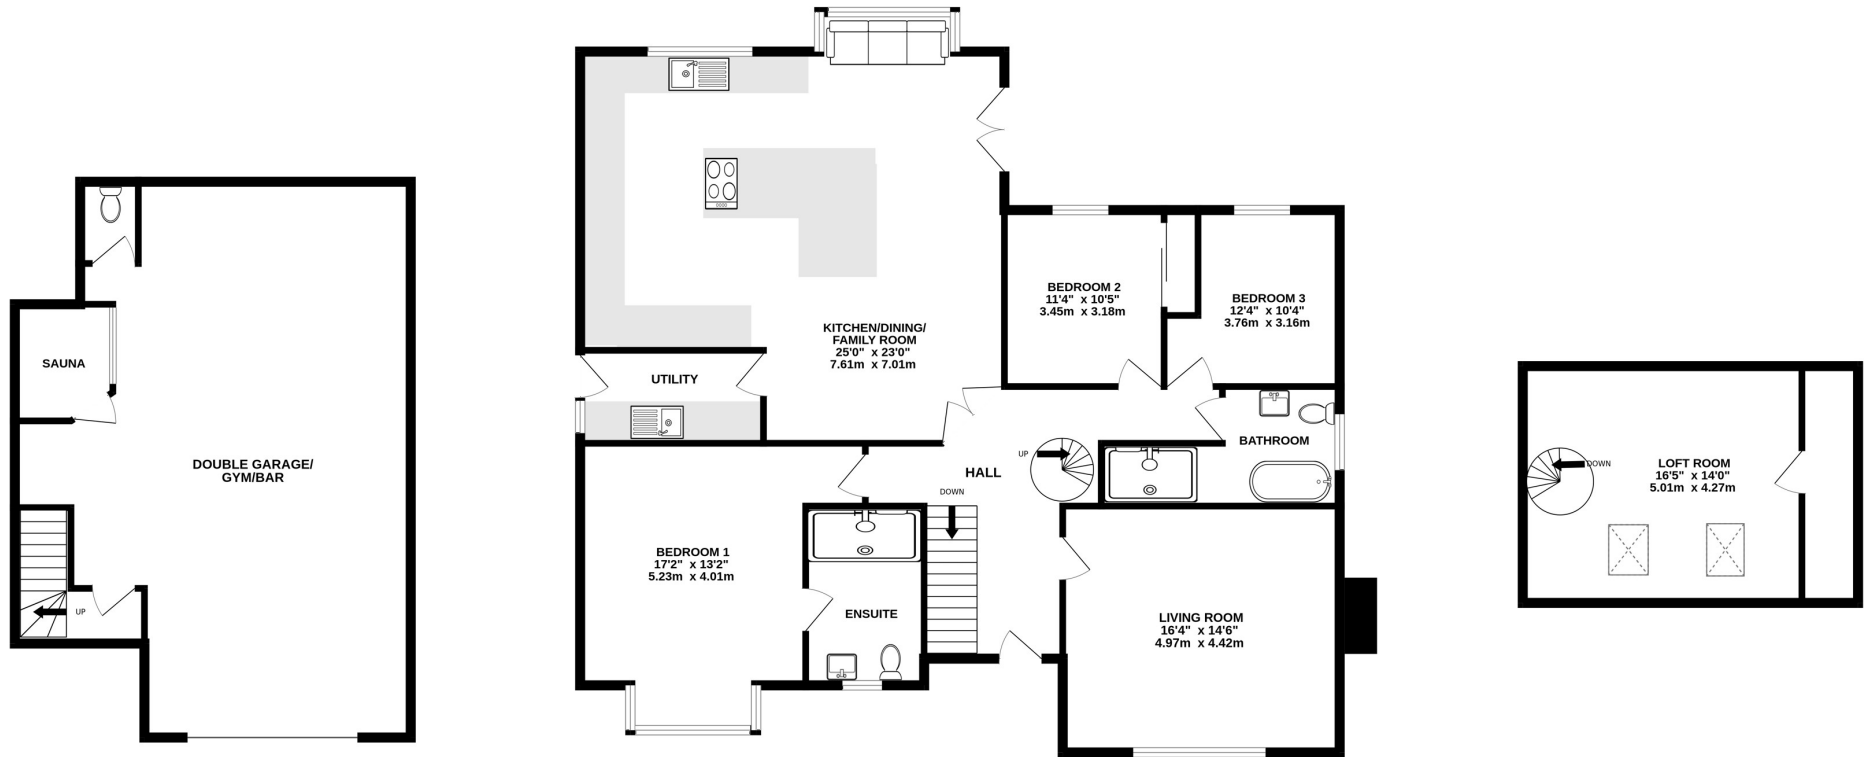 SAUNA
DOUBLE GARAGE/
GYM/BAR
UP
KITCHEN/DINING/
FAMILY ROOM
25'0" x 23'0"
7.61m x 7.01m
UTILITY
BEDROOM 2
11'4" x 10'5"
3.45m x 3.18m
BEDROOM 3
12'4" x 10'4"
3.76m x 3.16m
BATHROOM
UP
HALL
DOWN
BEDROOM 1
17'2" x 13'2"
5.23m x 4.01m
ENSUITE
LIVING ROOM
16'4" x 14'6"
4.97m x 4.42m
DOWN
LOFT ROOM
16'5" x 14'0"
5.01m x 4.27m